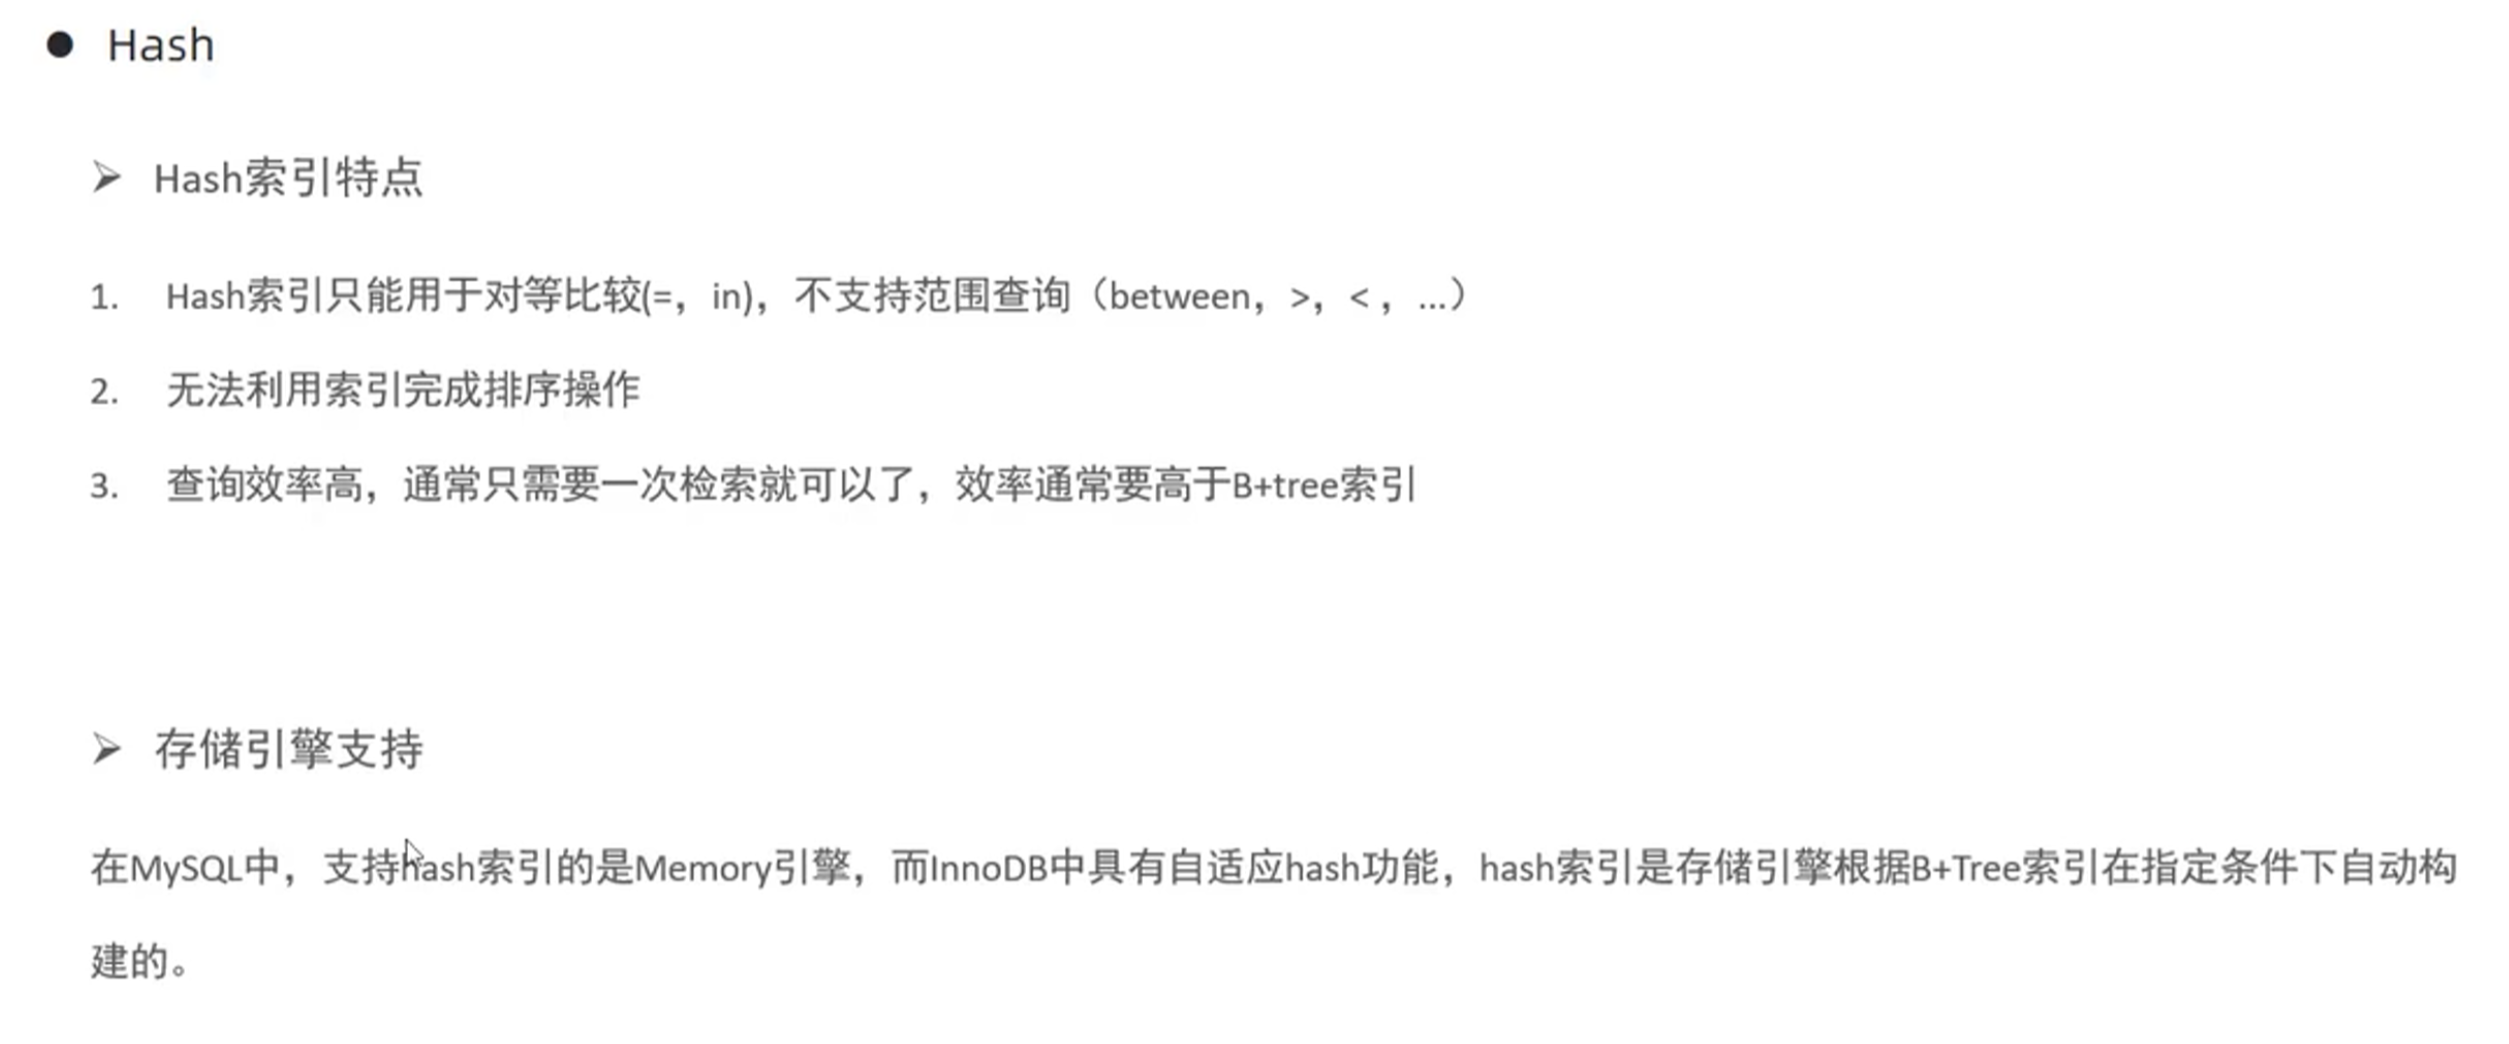 ● Hash
➢ Hash索引特点
1. Hash索引只能用于对等比较(=，in)，不支持范围查询（between，>，<，...）
2. 无法利用索引完成排序操作
3. 查询效率高，通常只需要一次检索就可以了，效率通常要高于B+tree索引
➢ 存储引擎支持
在MySQL中，支持hash索引的是Memory引擎，而InnoDB中具有自适应hash功能，hash索引是存储引擎根据B+Tree索引在指定条件下自动构
建的。